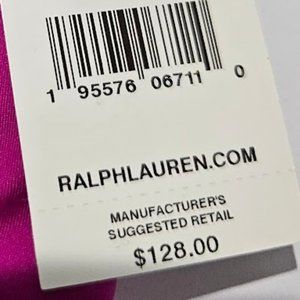 1 95576 06711 0
RALPHLAUREN.COM
MANUFACTURER'S
SUGGESTED RETAIL
$128.00